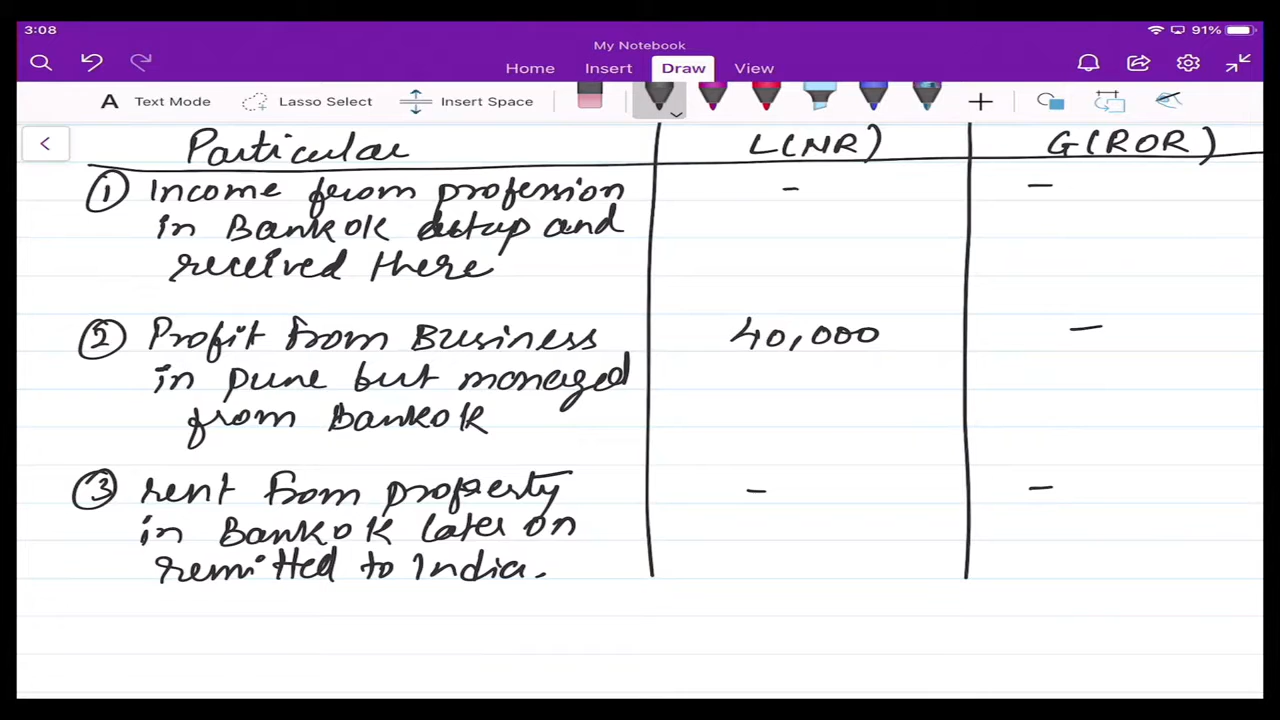 3:08
91%
My Notebook
Home Insert Draw View
A Text Mode Lasso Select Insert Space
Particular L(NR) G(ROR)
① Income from profession - -
in Bankok setup and
received there
② Profit from Business 40,000 -
in pune but managed
from Bankok
③ rent from property - -
in Bankok later on
remitted to India.